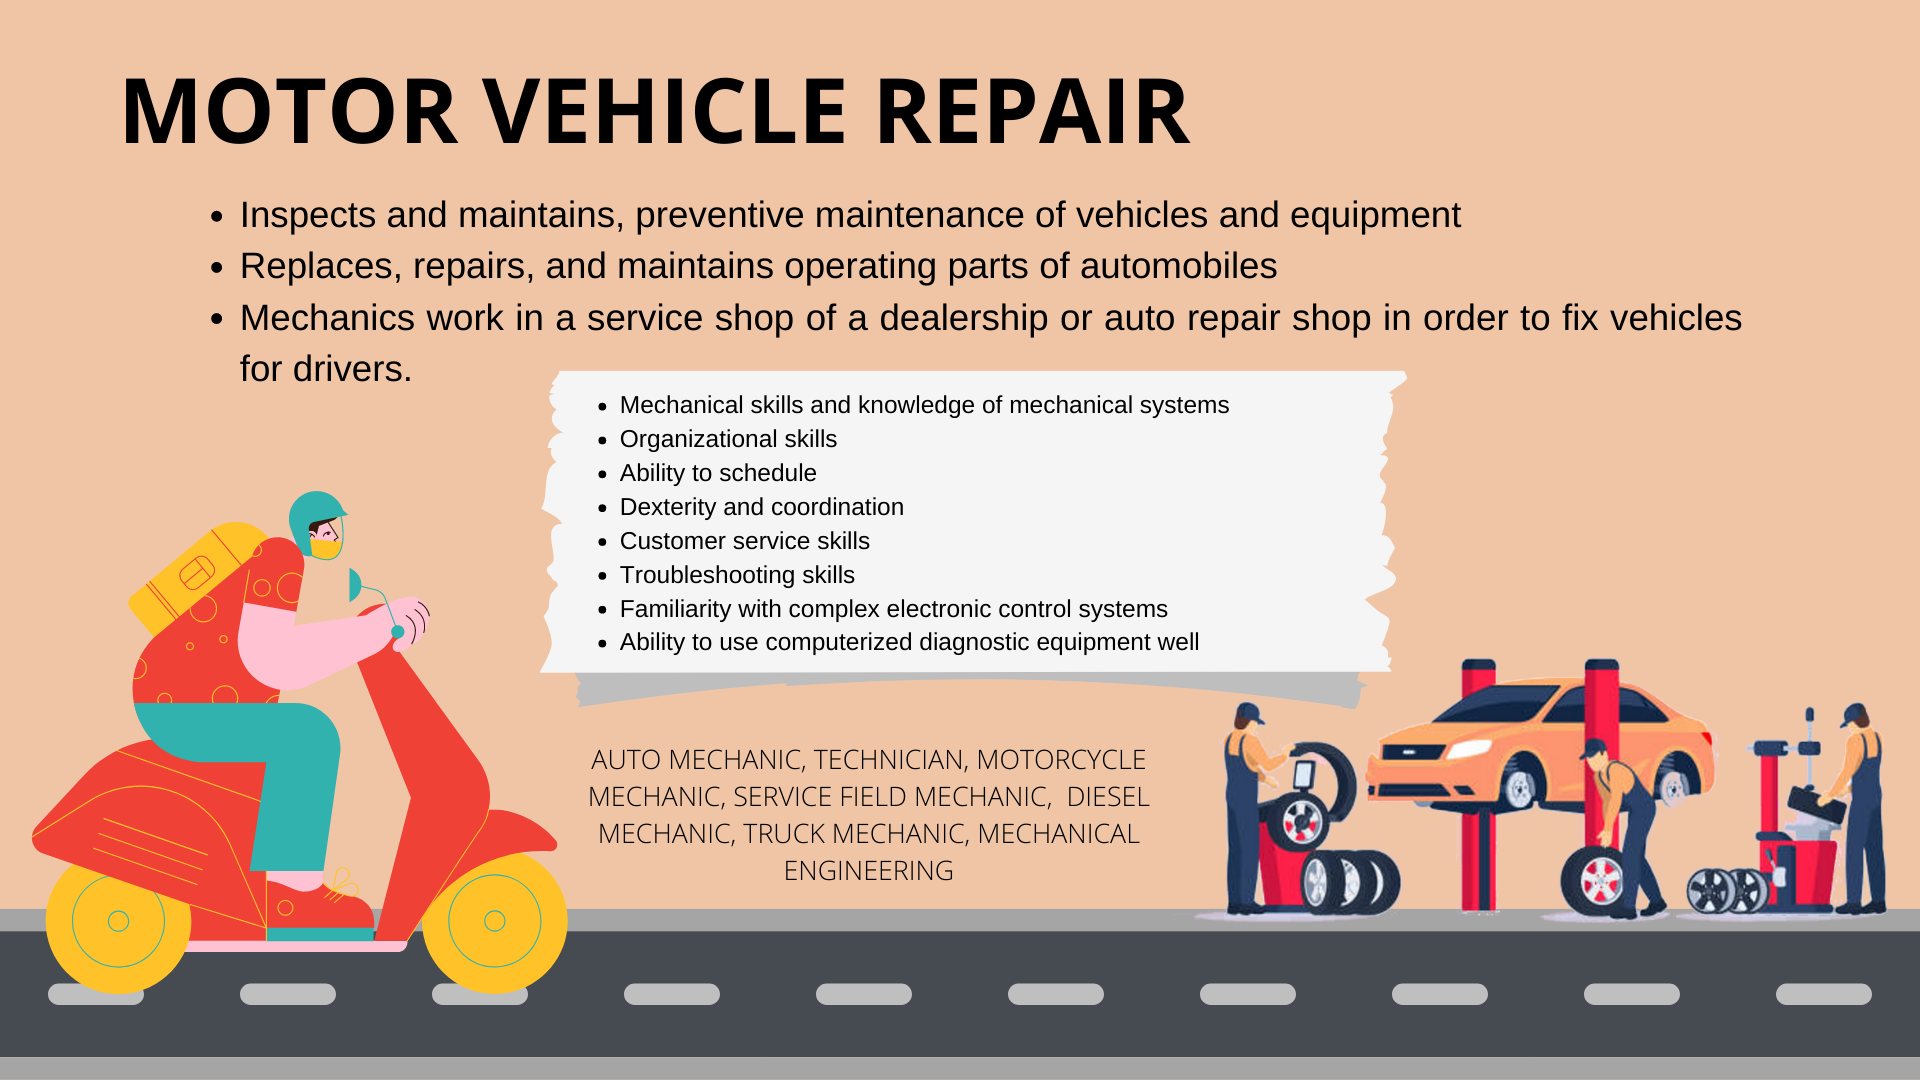 MOTOR VEHICLE REPAIR
• Inspects and maintains, preventive maintenance of vehicles and equipment
• Replaces, repairs, and maintains operating parts of automobiles
• Mechanics work in a service shop of a dealership or auto repair shop in order to fix vehicles
for drivers.
• Mechanical skills and knowledge of mechanical systems
• Organizational skills
• Ability to schedule
• Dexterity and coordination
• Customer service skills
• Troubleshooting skills
• Familiarity with complex electronic control systems
• Ability to use computerized diagnostic equipment well
AUTO MECHANIC, TECHNICIAN, MOTORCYCLE
MECHANIC, SERVICE FIELD MECHANIC,  DIESEL
MECHANIC, TRUCK MECHANIC, MECHANICAL
ENGINEERING